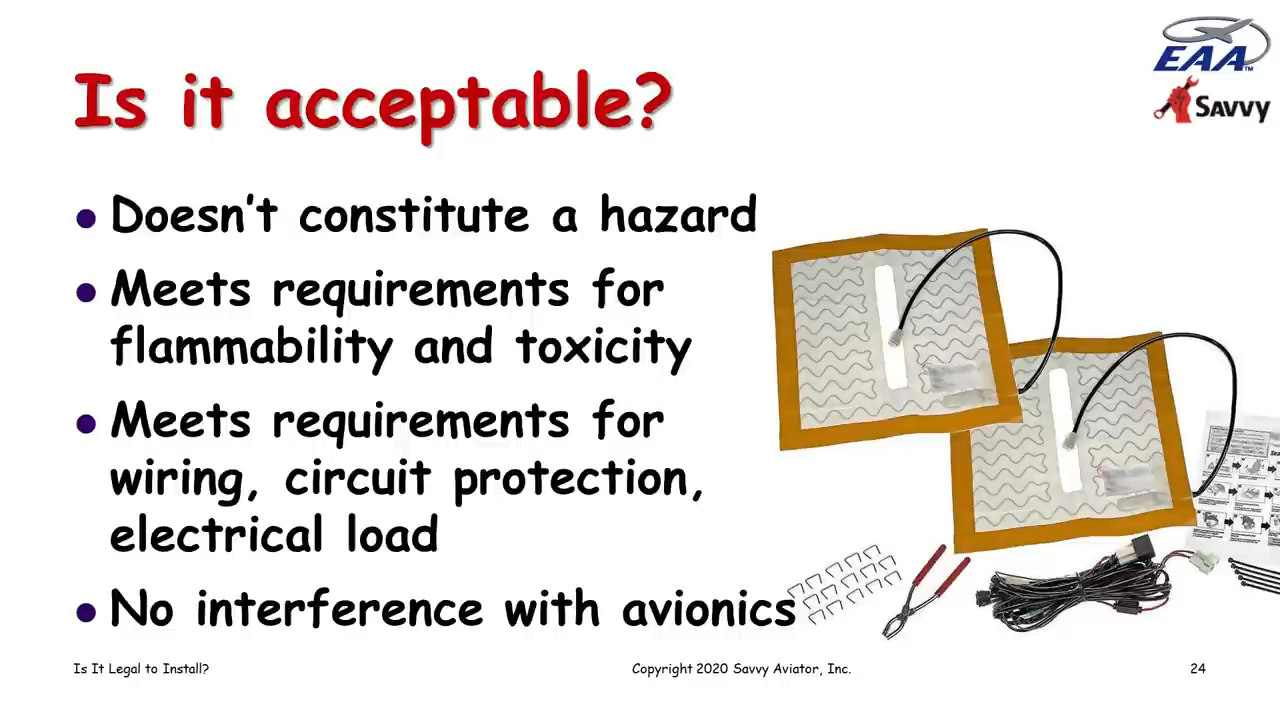 EAA™
Savvy
Is it acceptable?
● Doesn't constitute a hazard
● Meets requirements for
flammability and toxicity
● Meets requirements for
wiring, circuit protection,
electrical load
● No interference with avionics
Is It Legal to Install?
Copyright 2020 Savvy Aviator, Inc.
24